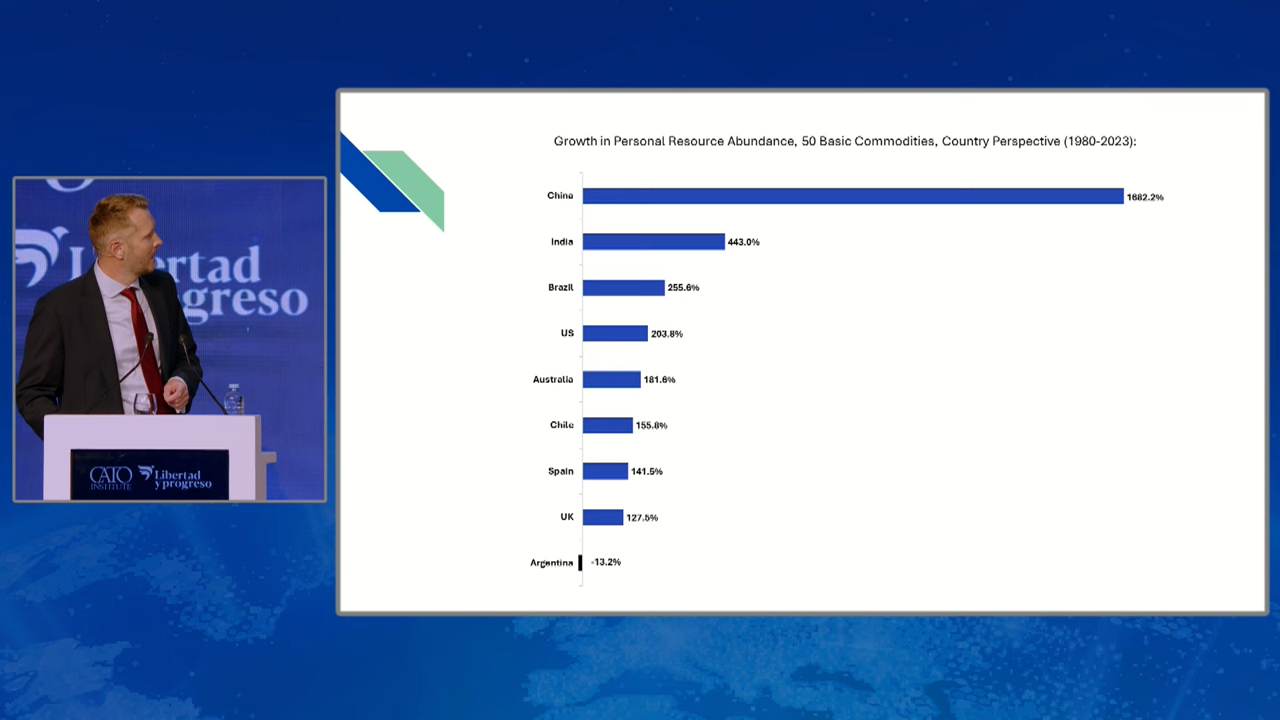 Growth in Personal Resource Abundance, 50 Basic Commodities, Country Perspective (1980-2023):
China 1682.2%
India 443.0%
Brazil 255.6%
US 203.8%
Australia 181.6%
Chile 155.8%
Spain 141.5%
UK 127.5%
Argentina -13.2%
CATO
INSTITUTE
Libertad
y progreso